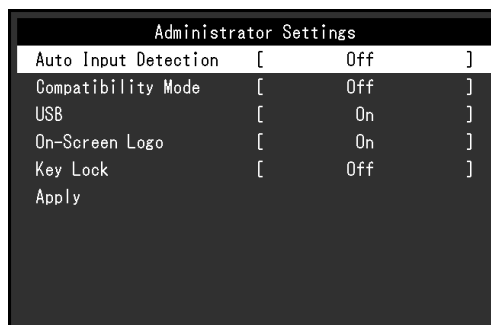 Administrator Settings
Auto Input Detection [ Off ]
Compatibility Mode [ Off ]
USB [ On ]
On-Screen Logo [ On ]
Key Lock [ Off ]
Apply